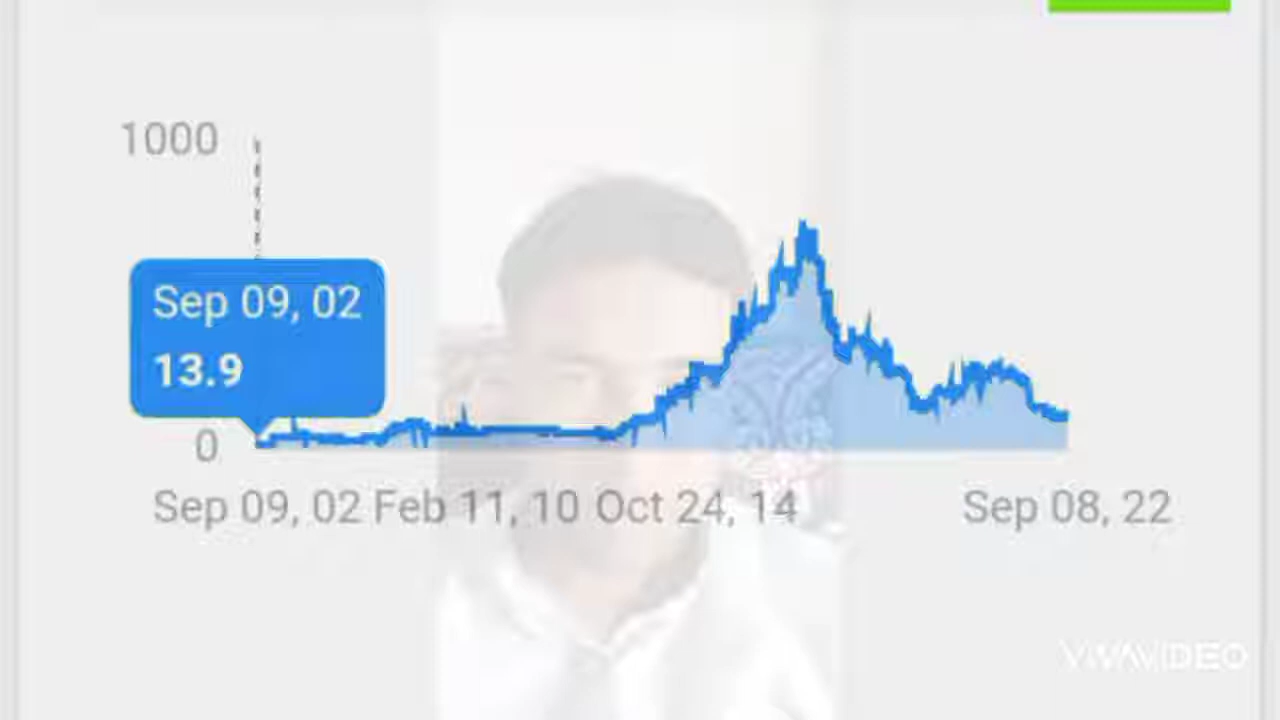 1000
Sep 09, 02
13.9
0
Sep 09, 02 Feb 11, 10 Oct 24, 14 Sep 08, 22
VIVAVIDEO